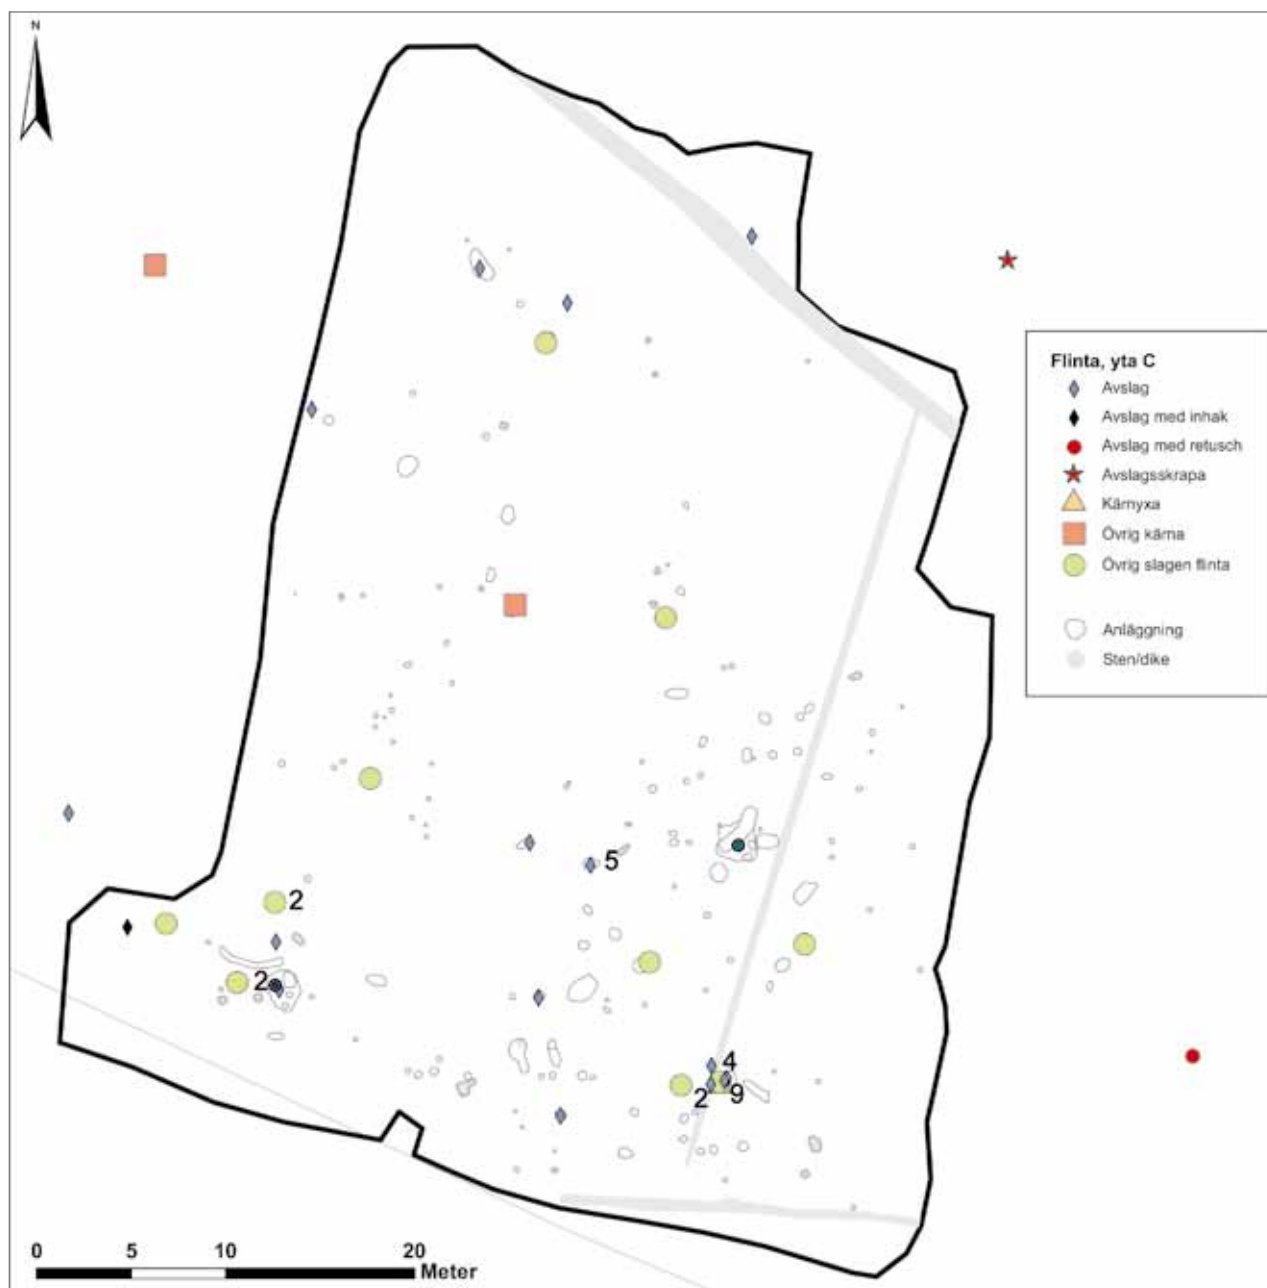 N
Flinta, yta C
Avslag
Avslag med inhak
Avslag med retusch
Avslagsskrapa
Kärnyxa
Övrig kärna
Övrig slagen flinta
Anläggning
Sten/dike
5
2
2
4
2
9
0 5 10 20
Meter